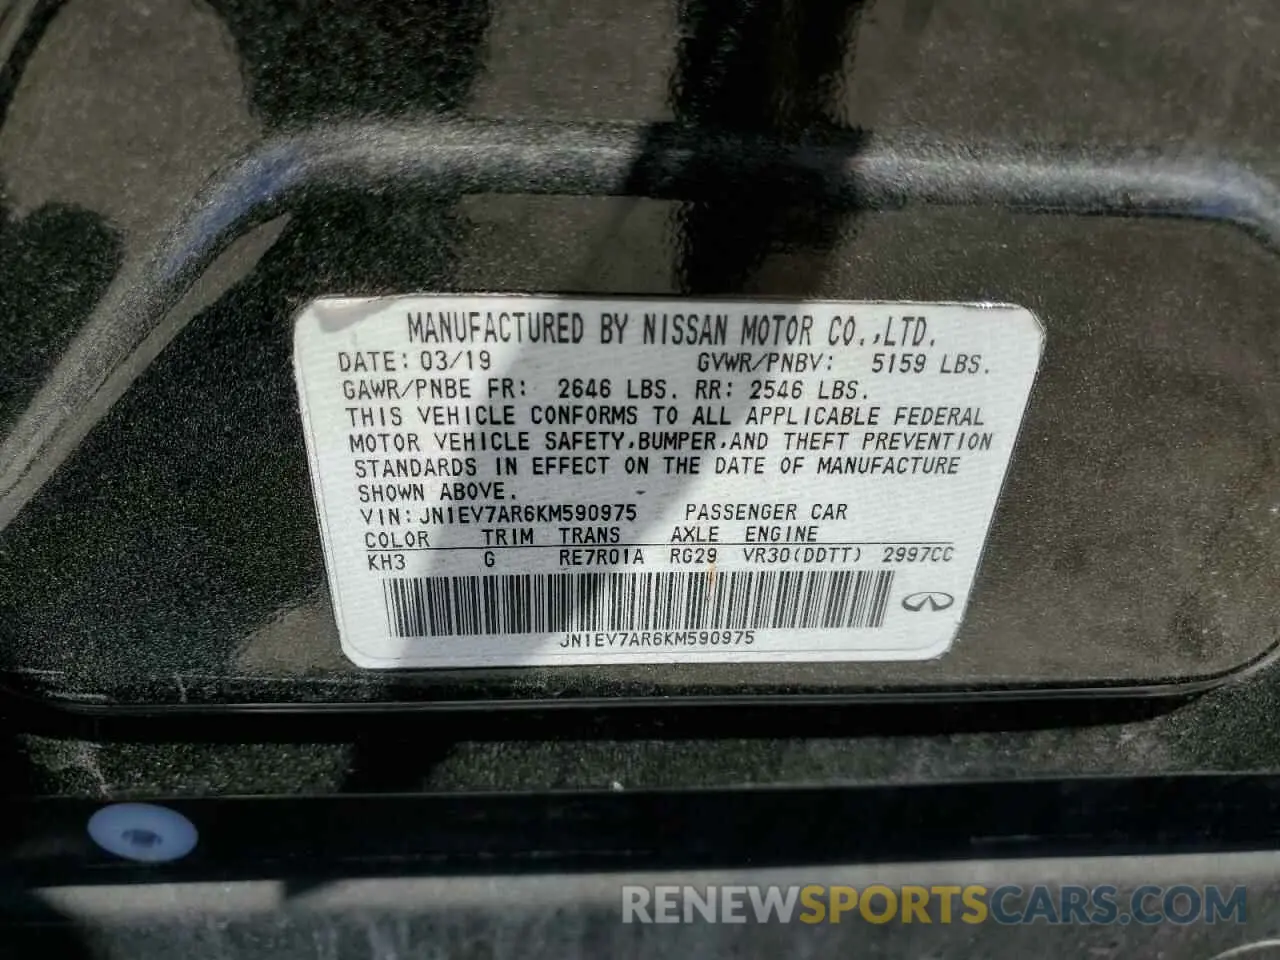 MANUFACTURED BY NISSAN MOTOR CO.,LTD.
DATE: 03/19 GVWR/PNBV: 5159 LBS.
GAWR/PNBE FR: 2646 LBS. RR: 2546 LBS.
THIS VEHICLE CONFORMS TO ALL APPLICABLE FEDERAL
MOTOR VEHICLE SAFETY,BUMPER,AND THEFT PREVENTION
STANDARDS IN EFFECT ON THE DATE OF MANUFACTURE
SHOWN ABOVE.
VIN: JN1EV7AR6KM590975 PASSENGER CAR
COLOR TRIM TRANS AXLE ENGINE
KH3 G RE7R01A RG29 VR30(DDTT) 2997CC
JN1EV7AR6KM590975
RENEWSPORTSCARS.COM